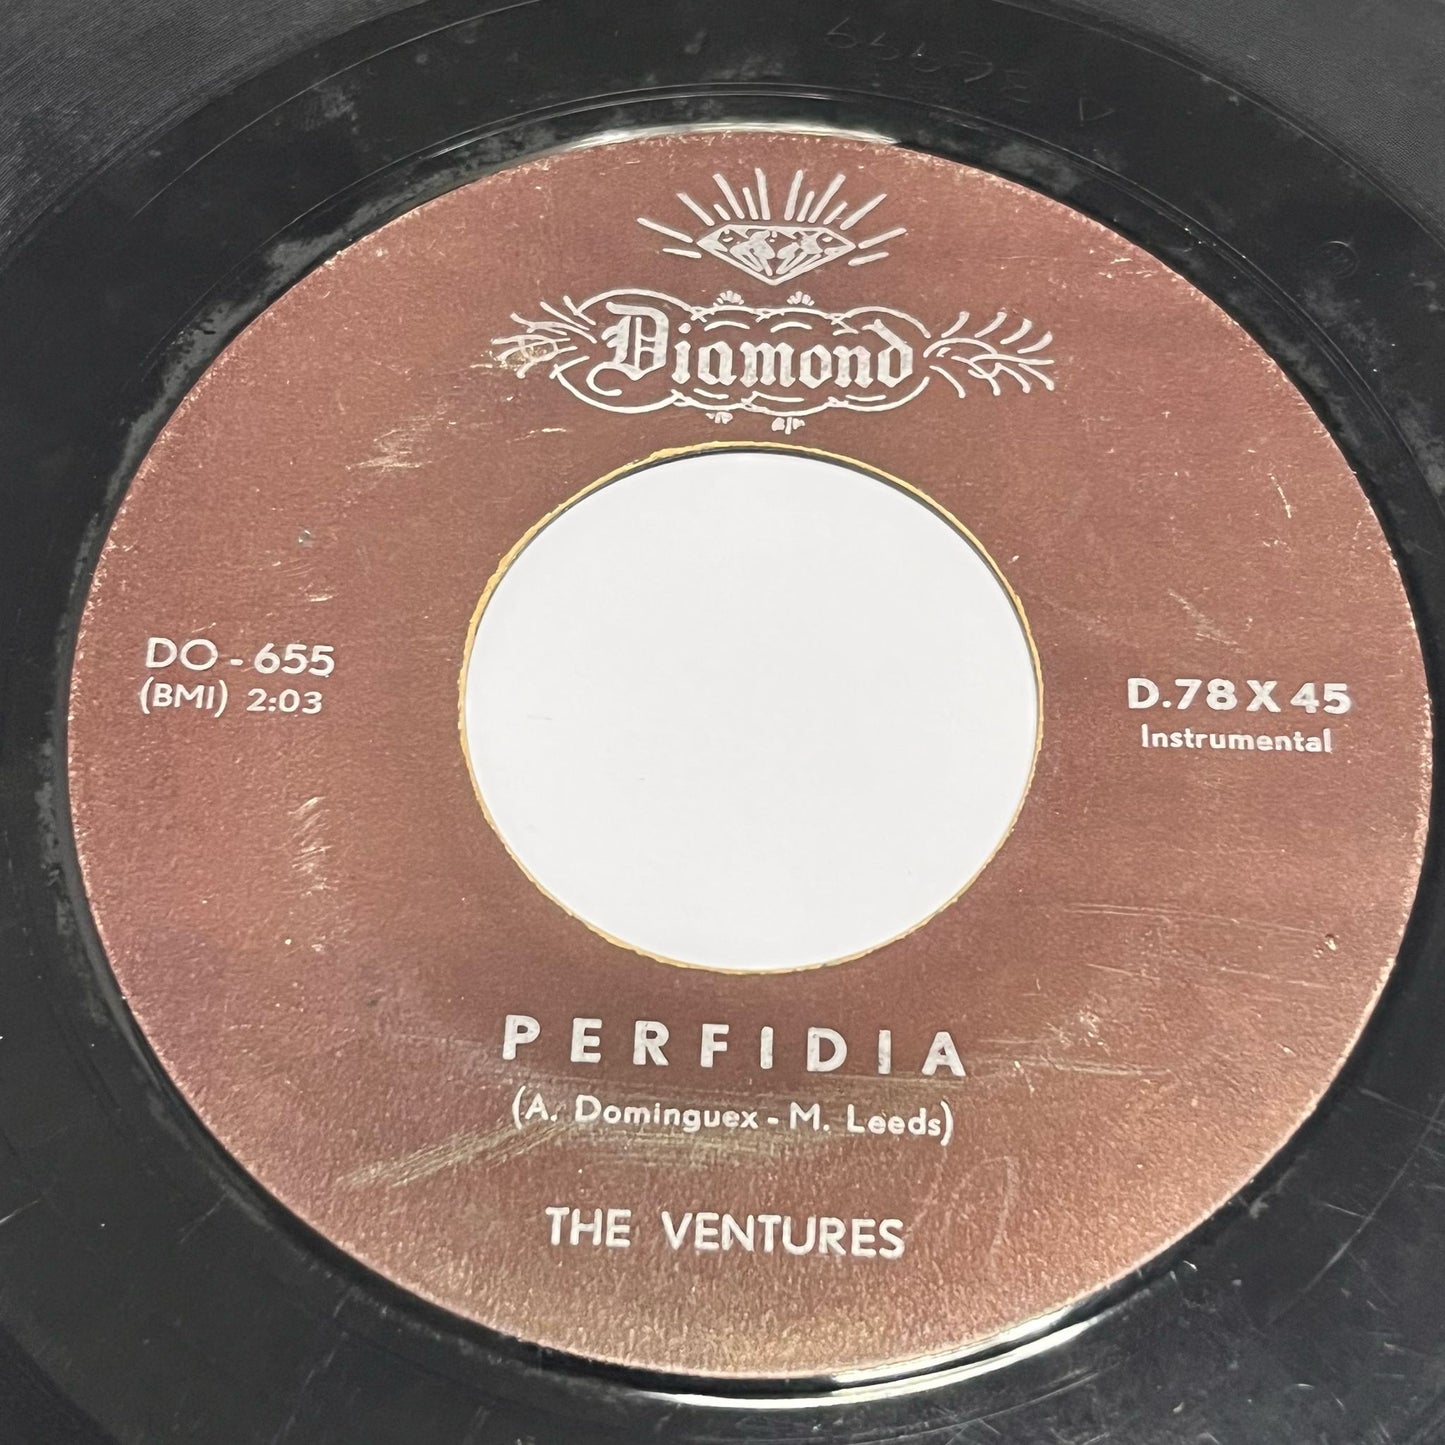 Diamond
DO - 655
(BMI) 2:03
D.78 X 45
Instrumental
PERFIDIA
(A. Dominguex - M. Leeds)
THE VENTURES